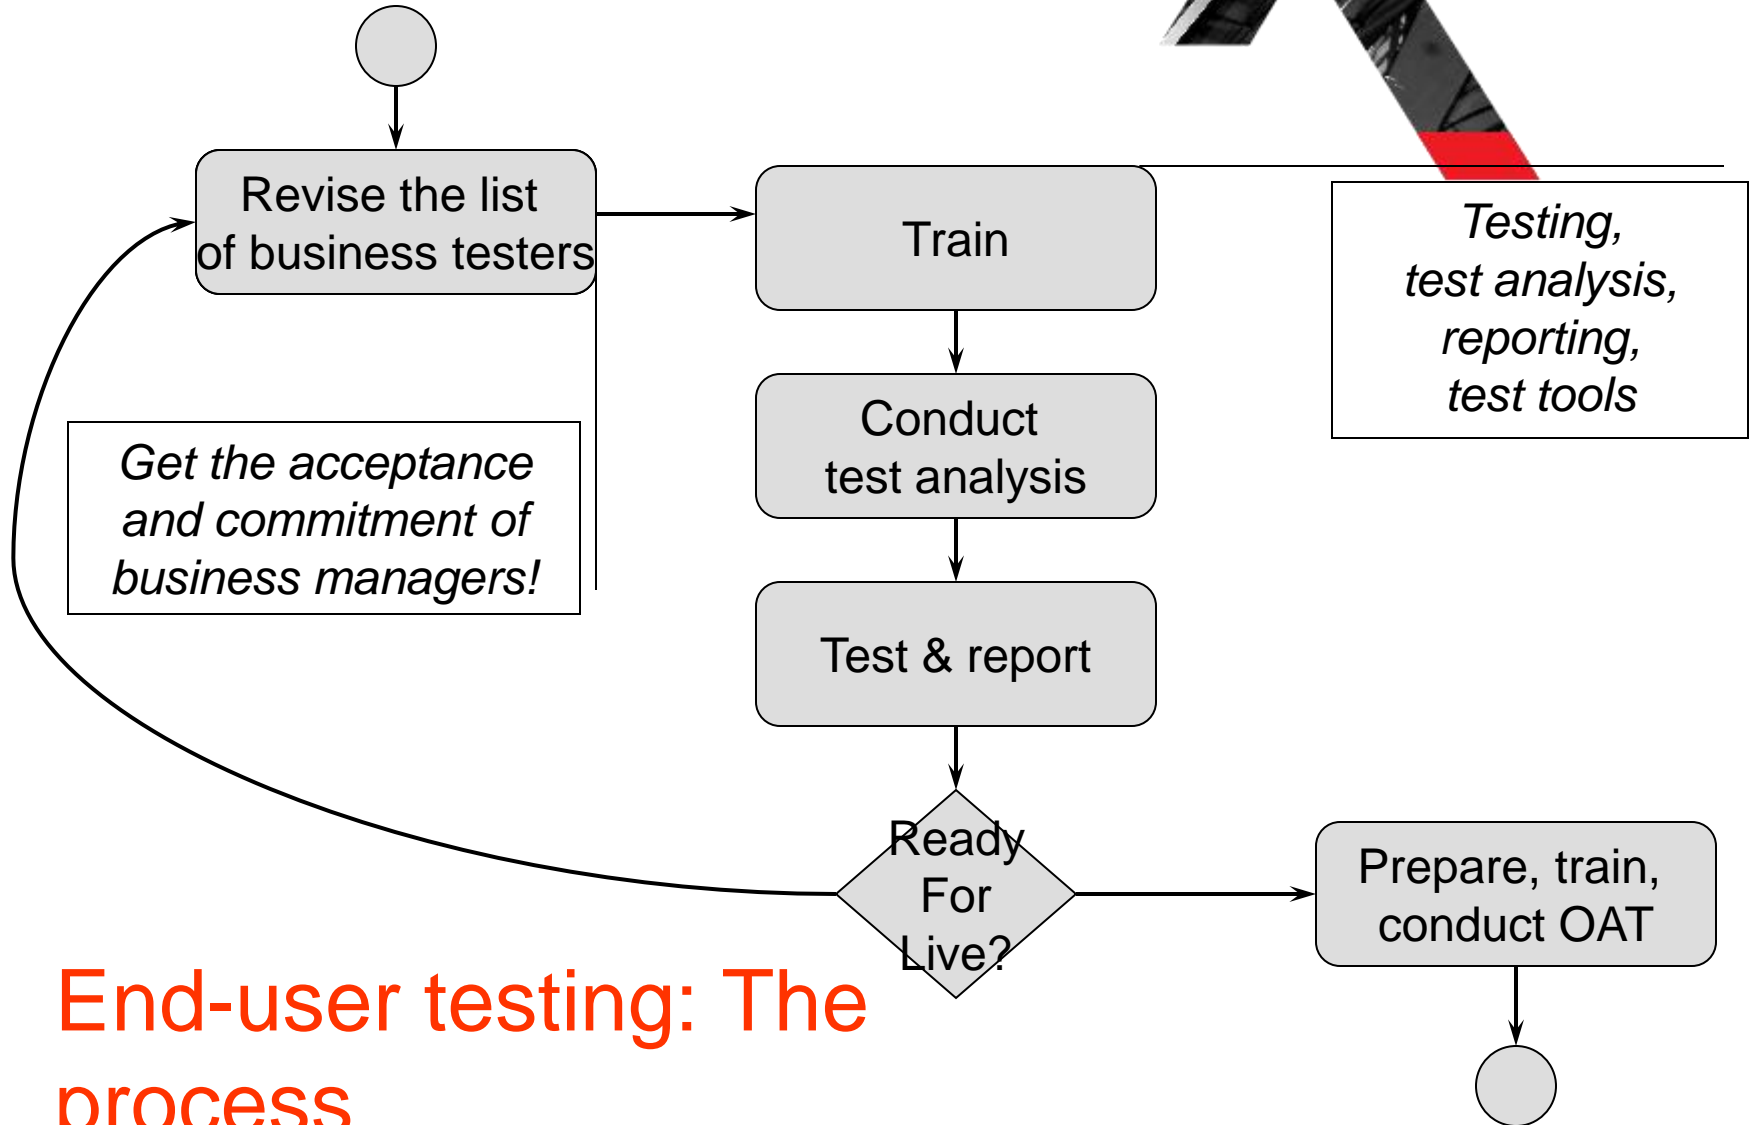 Revise the list
of business testers
Train
Testing,
test analysis,
reporting,
test tools
Conduct
test analysis
Get the acceptance
and commitment of
business managers!
Test & report
Ready
For
Live?
Prepare, train,
conduct OAT
End-user testing: The
process